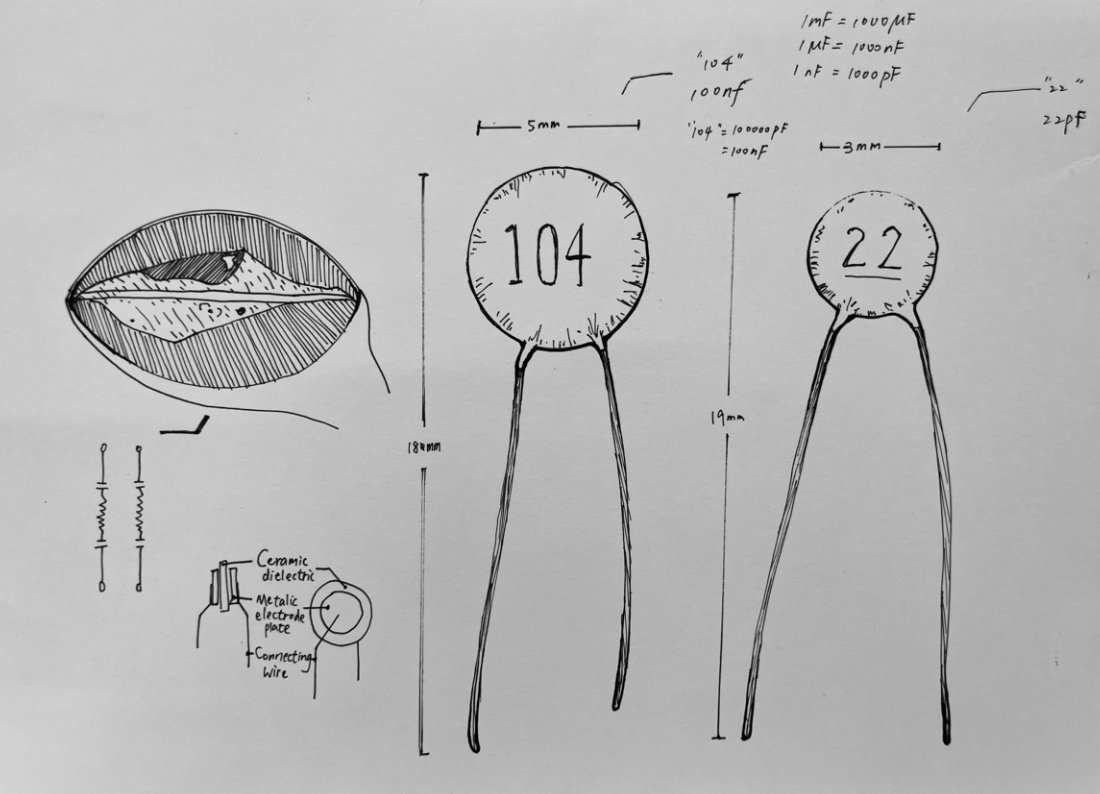 1mF = 1000μF
1μF = 1000nF
1nF = 1000pF
"104"
100nf
"104" = 100000pF
= 100nF
"22"
22pF
5mm
3mm
104
22
19mm
Ceramic
dielectric
Metalic
electrode
plate
Connecting
wire